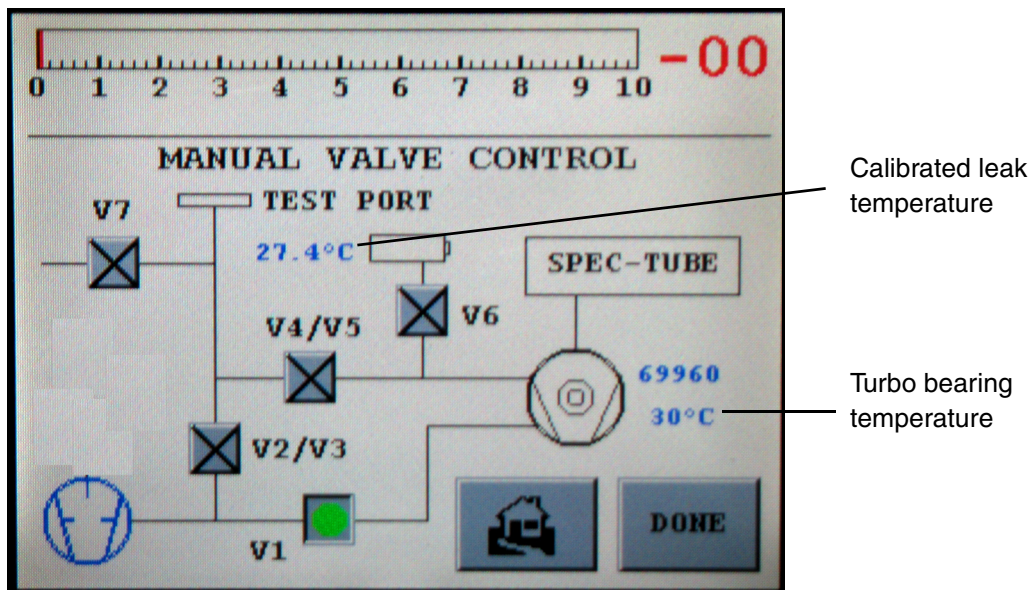 -00
0 1 2 3 4 5 6 7 8 9 10
MANUAL VALVE CONTROL
TEST PORT
V7
27.4°C
Calibrated leak
temperature
SPEC-TUBE
V4/V5
V6
69960
30°C
Turbo bearing
temperature
V2/V3
V1
DONE